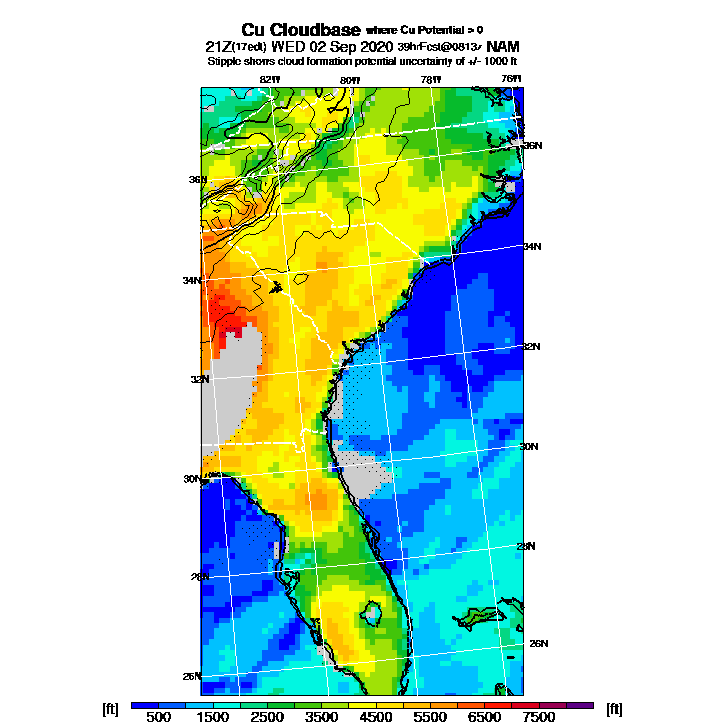 Cu Cloudbase where Cu Potential > 0
21Z(17edt) WED 02 Sep 2020 39hrFcst@0813z NAM
Stipple shows cloud formation potential uncertainty of +/- 1000 ft
82W 80W 78W 76W
36N
36N
34N
34N
32N
32N
30N
30N
28N
28N
26N
26N
[ft] 500 1500 2500 3500 4500 5500 6500 7500 [ft]